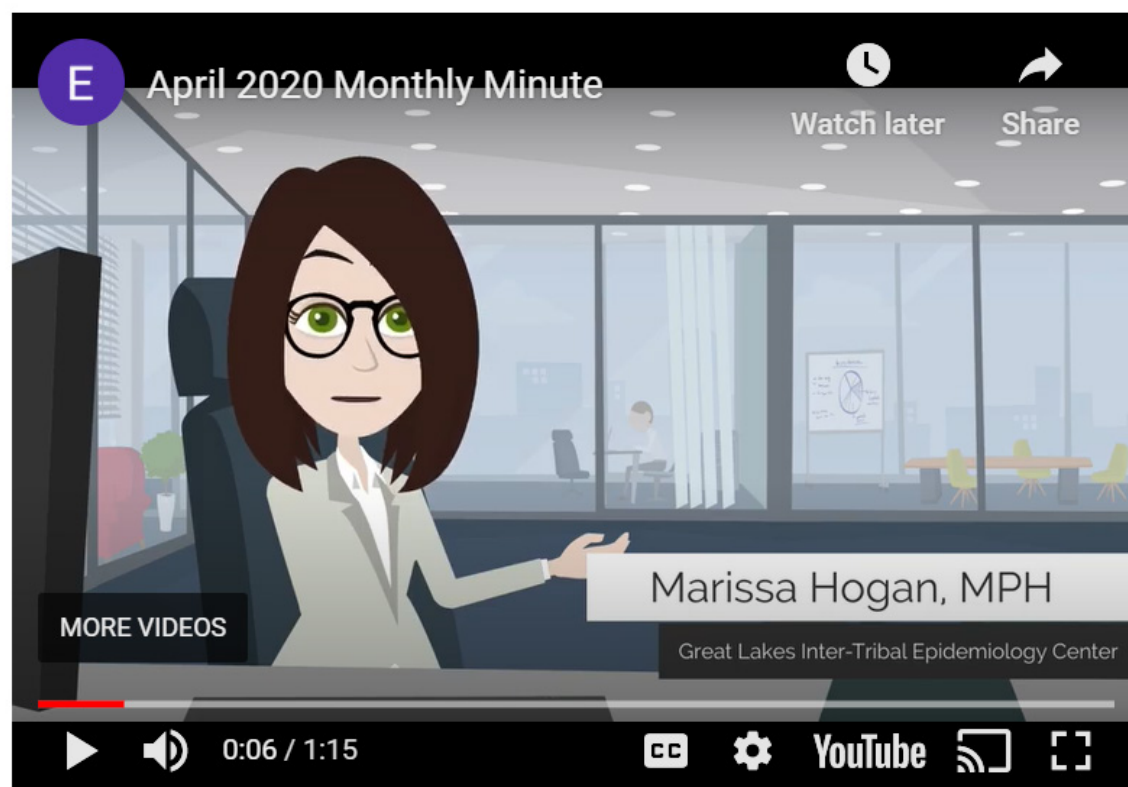 E
April 2020 Monthly Minute
Watch later
Share
Marissa Hogan, MPH
Great Lakes Inter-Tribal Epidemiology Center
MORE VIDEOS
0:06 / 1:15
CC
YouTube